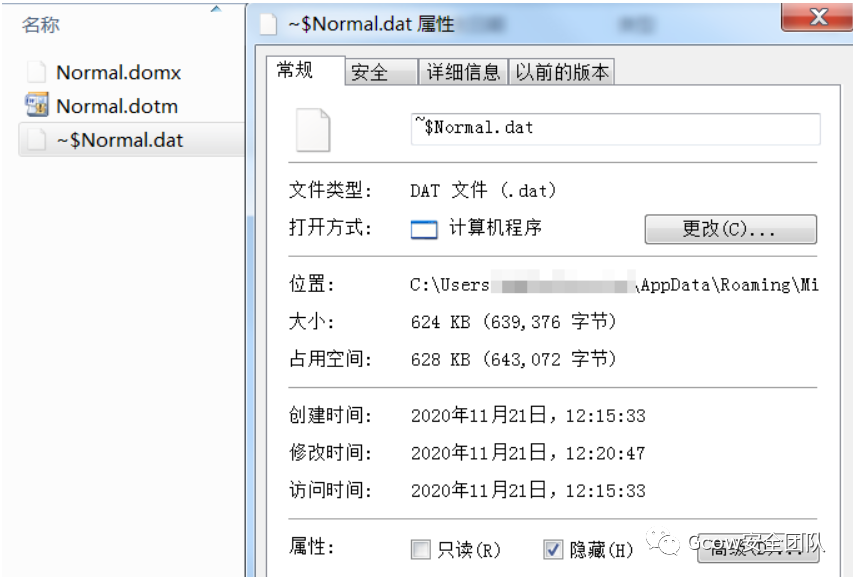 名称
Normal.domx
Normal.dotm
~$Normal.dat
~$Normal.dat 属性
常规 安全 详细信息 以前的版本
~$Normal.dat
文件类型: DAT 文件 (.dat)
打开方式: 计算机程序 更改(C)...
位置: C:\Users \AppData\Roaming\Mi
大小: 624 KB (639,376 字节)
占用空间: 628 KB (643,072 字节)
创建时间: 2020年11月21日，12:15:33
修改时间: 2020年11月21日，12:20:47
访问时间: 2020年11月21日，12:15:33
属性: 只读(R) 隐藏(H) 高级(D)...
Gcow安全团队